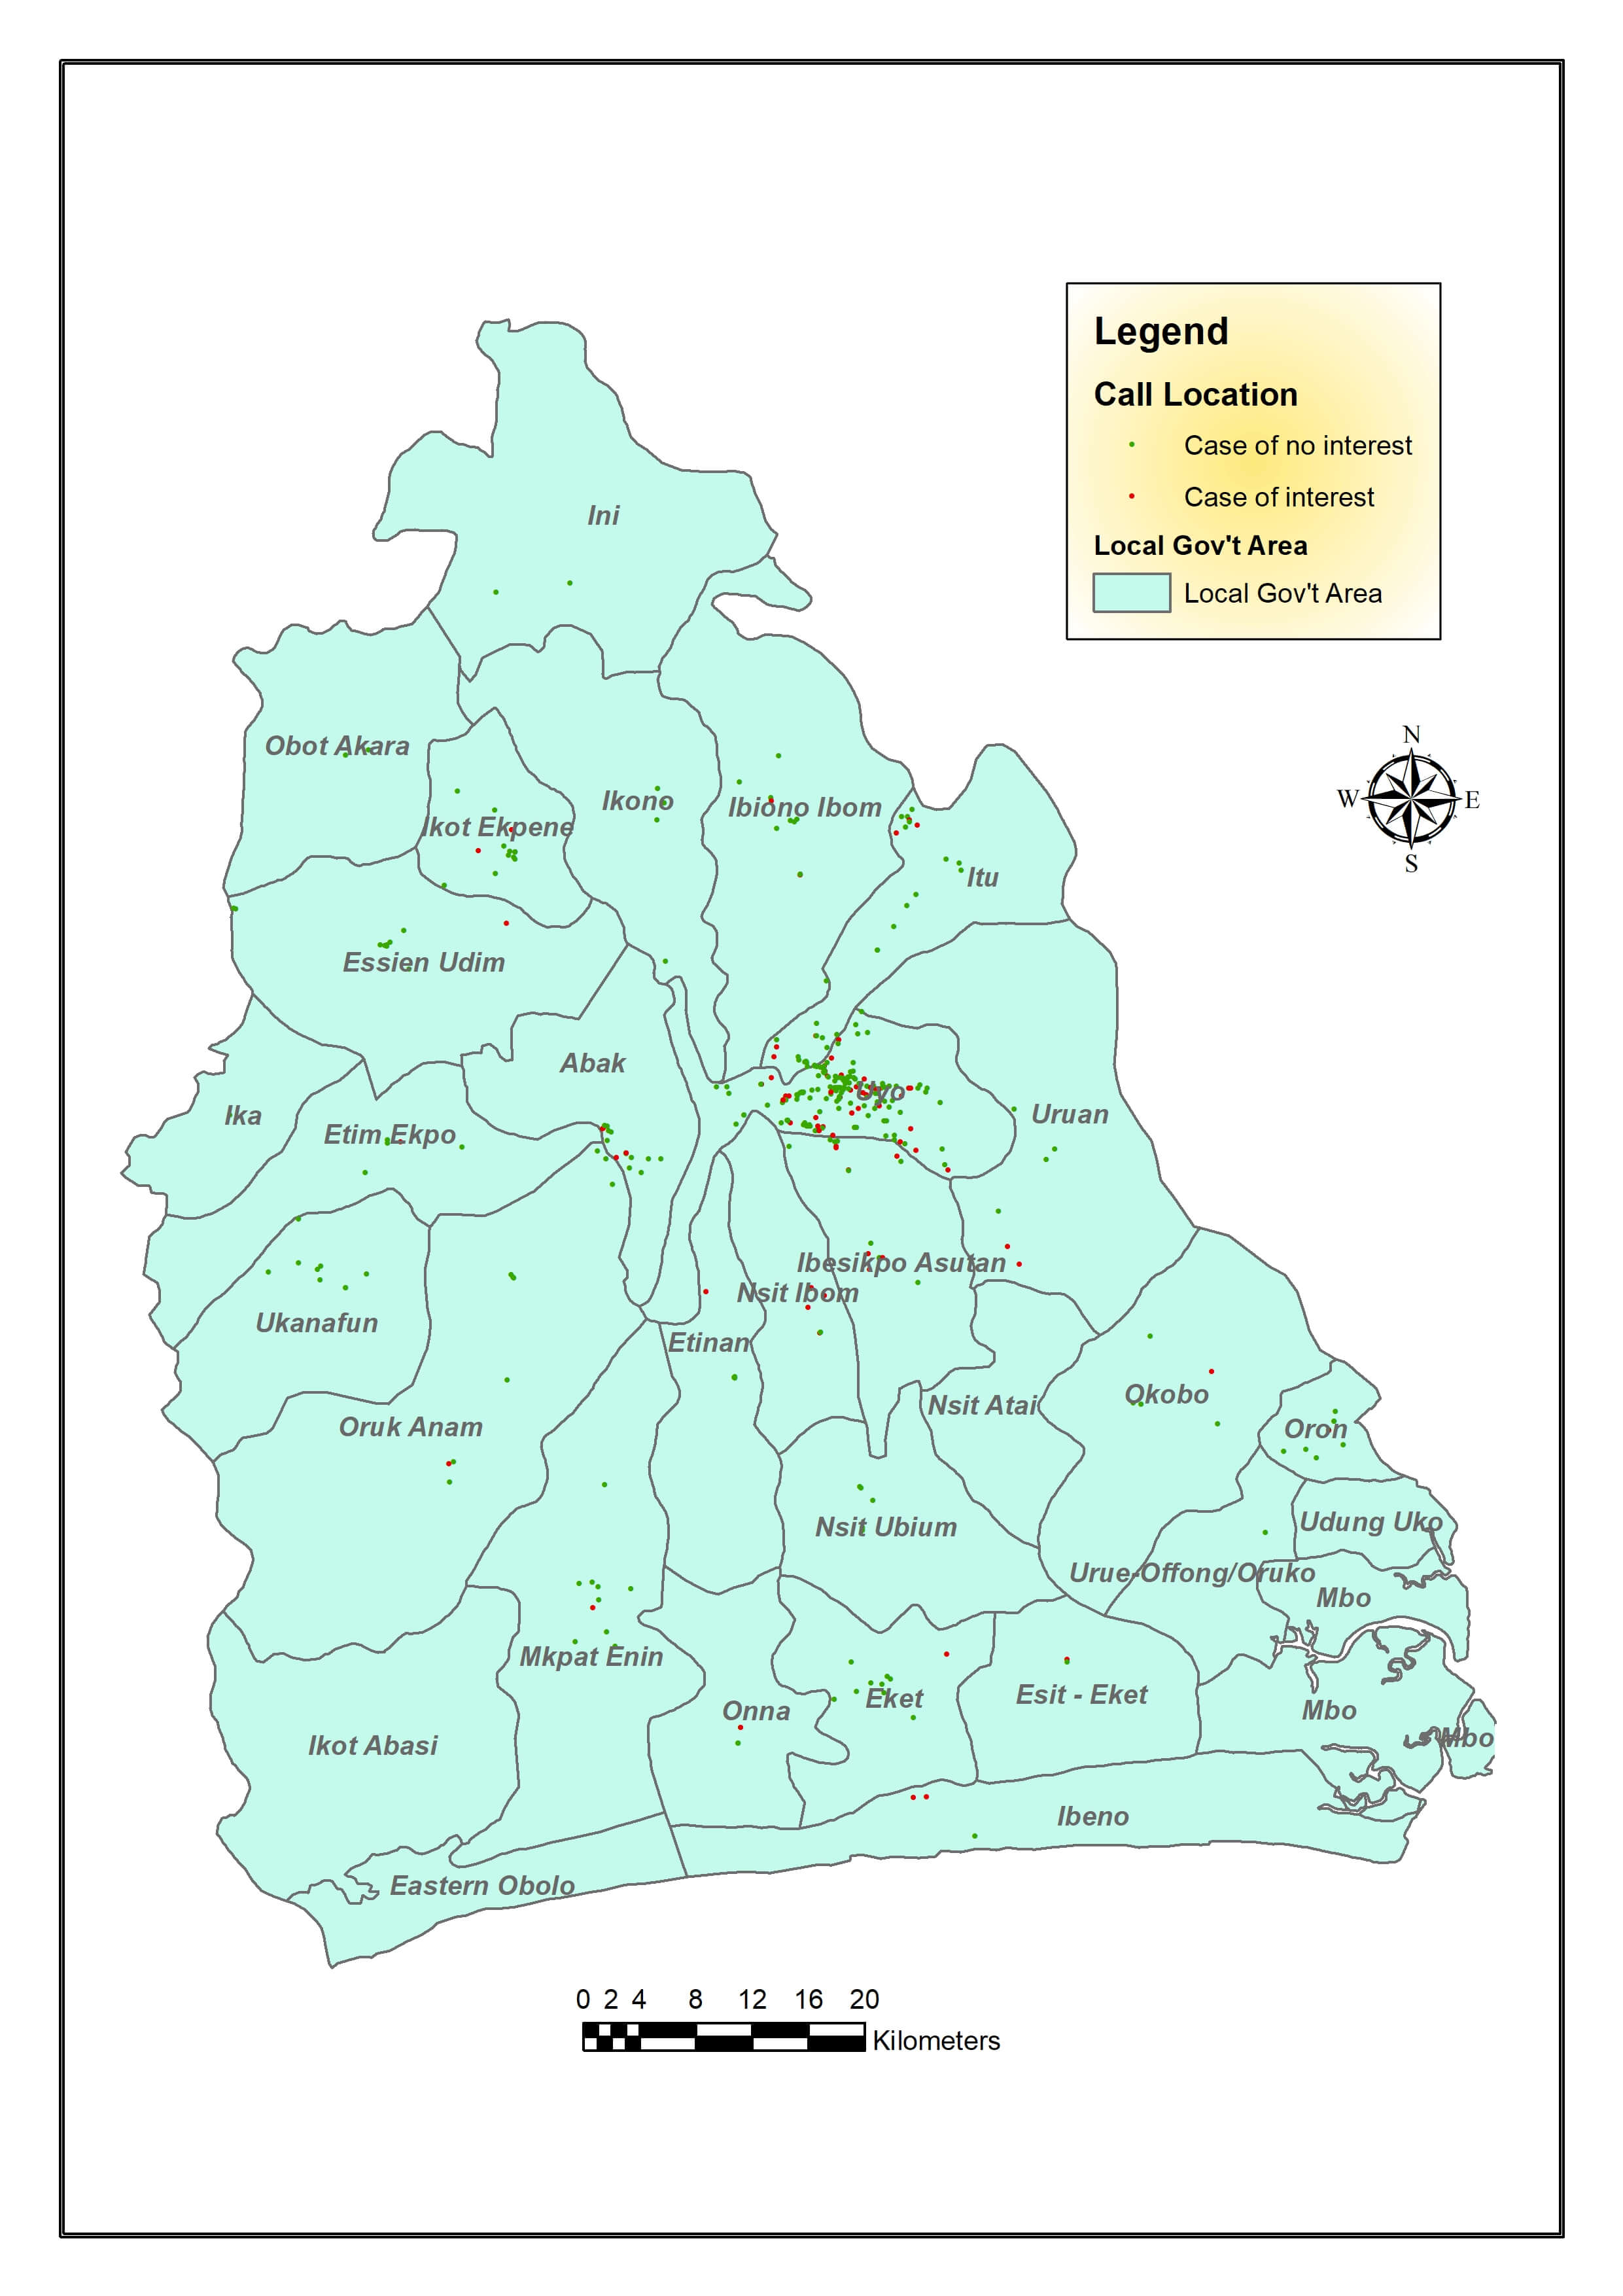 Legend
Call Location
Case of no interest
Case of interest
Local Gov't Area
Local Gov't Area
Ini
N
W
E
S
Obot Akara
Ikono
Ibiono Ibom
Ikot Ekpene
Itu
Essien Udim
Abak
Uyo
Ika
Uruan
Etim Ekpo
Ibesikpo Asutan
Nsit Ibom
Ukanafun
Etinan
Okobo
Nsit Atai
Oruk Anam
Oron
Udung Uko
Nsit Ubium
Urue-Offong/Oruko
Mbo
Mkpat Enin
Esit - Eket
Eket
Onna
Mbo
Mbo
Ikot Abasi
Ibeno
Eastern Obolo
0 2 4 8 12 16 20
Kilometers